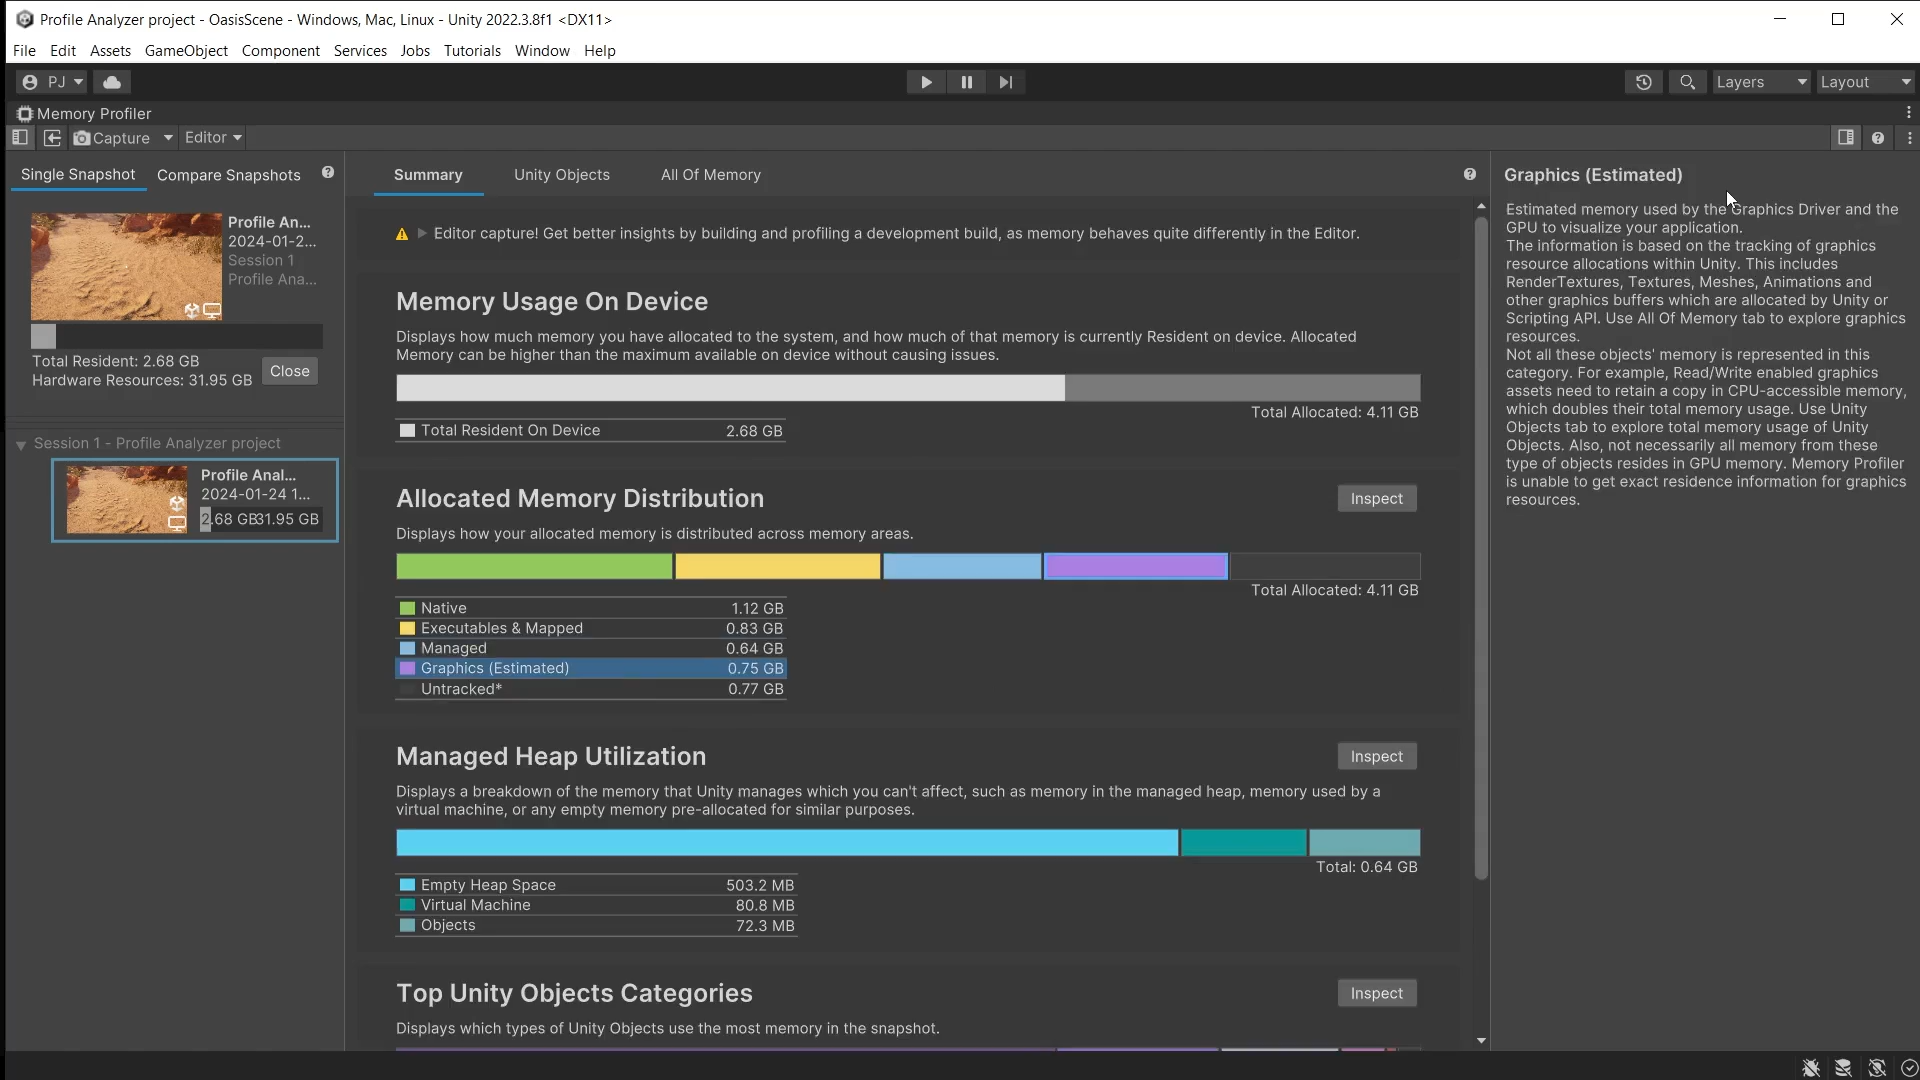 Profile Analyzer project - OasisScene - Windows, Mac, Linux - Unity 2022.3.8f1 <DX11>
File Edit Assets GameObject Component Services Jobs Tutorials Window Help
PJ
Layers
Layout
Memory Profiler
Capture
Editor
Single Snapshot
Compare Snapshots
Profile An...
2024-01-2...
Session 1
Profile Ana...
Total Resident: 2.68 GB
Hardware Resources: 31.95 GB
Close
Session 1 - Profile Analyzer project
Profile Anal...
2024-01-24 1...
2.68 GB31.95 GB
Summary
Unity Objects
All Of Memory
Editor capture! Get better insights by building and profiling a development build, as memory behaves quite differently in the Editor.
Memory Usage On Device
Displays how much memory you have allocated to the system, and how much of that memory is currently Resident on device. Allocated
Memory can be higher than the maximum available on device without causing issues.
Total Allocated: 4.11 GB
Total Resident On Device 2.68 GB
Allocated Memory Distribution
Inspect
Displays how your allocated memory is distributed across memory areas.
Total Allocated: 4.11 GB
Native 1.12 GB
Executables & Mapped 0.83 GB
Managed 0.64 GB
Graphics (Estimated) 0.75 GB
Untracked* 0.77 GB
Managed Heap Utilization
Inspect
Displays a breakdown of the memory that Unity manages which you can't affect, such as memory in the managed heap, memory used by a
virtual machine, or any empty memory pre-allocated for similar purposes.
Total: 0.64 GB
Empty Heap Space 503.2 MB
Virtual Machine 80.8 MB
Objects 72.3 MB
Top Unity Objects Categories
Inspect
Displays which types of Unity Objects use the most memory in the snapshot.
Graphics (Estimated)
Estimated memory used by the Graphics Driver and the
GPU to visualize your application.
The information is based on the tracking of graphics
resource allocations within Unity. This includes
RenderTextures, Textures, Meshes, Animations and
other graphics buffers which are allocated by Unity or
Scripting API. Use All Of Memory tab to explore graphics
resources.
Not all these objects' memory is represented in this
category. For example, Read/Write enabled graphics
assets need to retain a copy in CPU-accessible memory,
which doubles their total memory usage. Use Unity
Objects tab to explore total memory usage of Unity
Objects. Also, not necessarily all memory from these
type of objects resides in GPU memory. Memory Profiler
is unable to get exact residence information for graphics
resources.